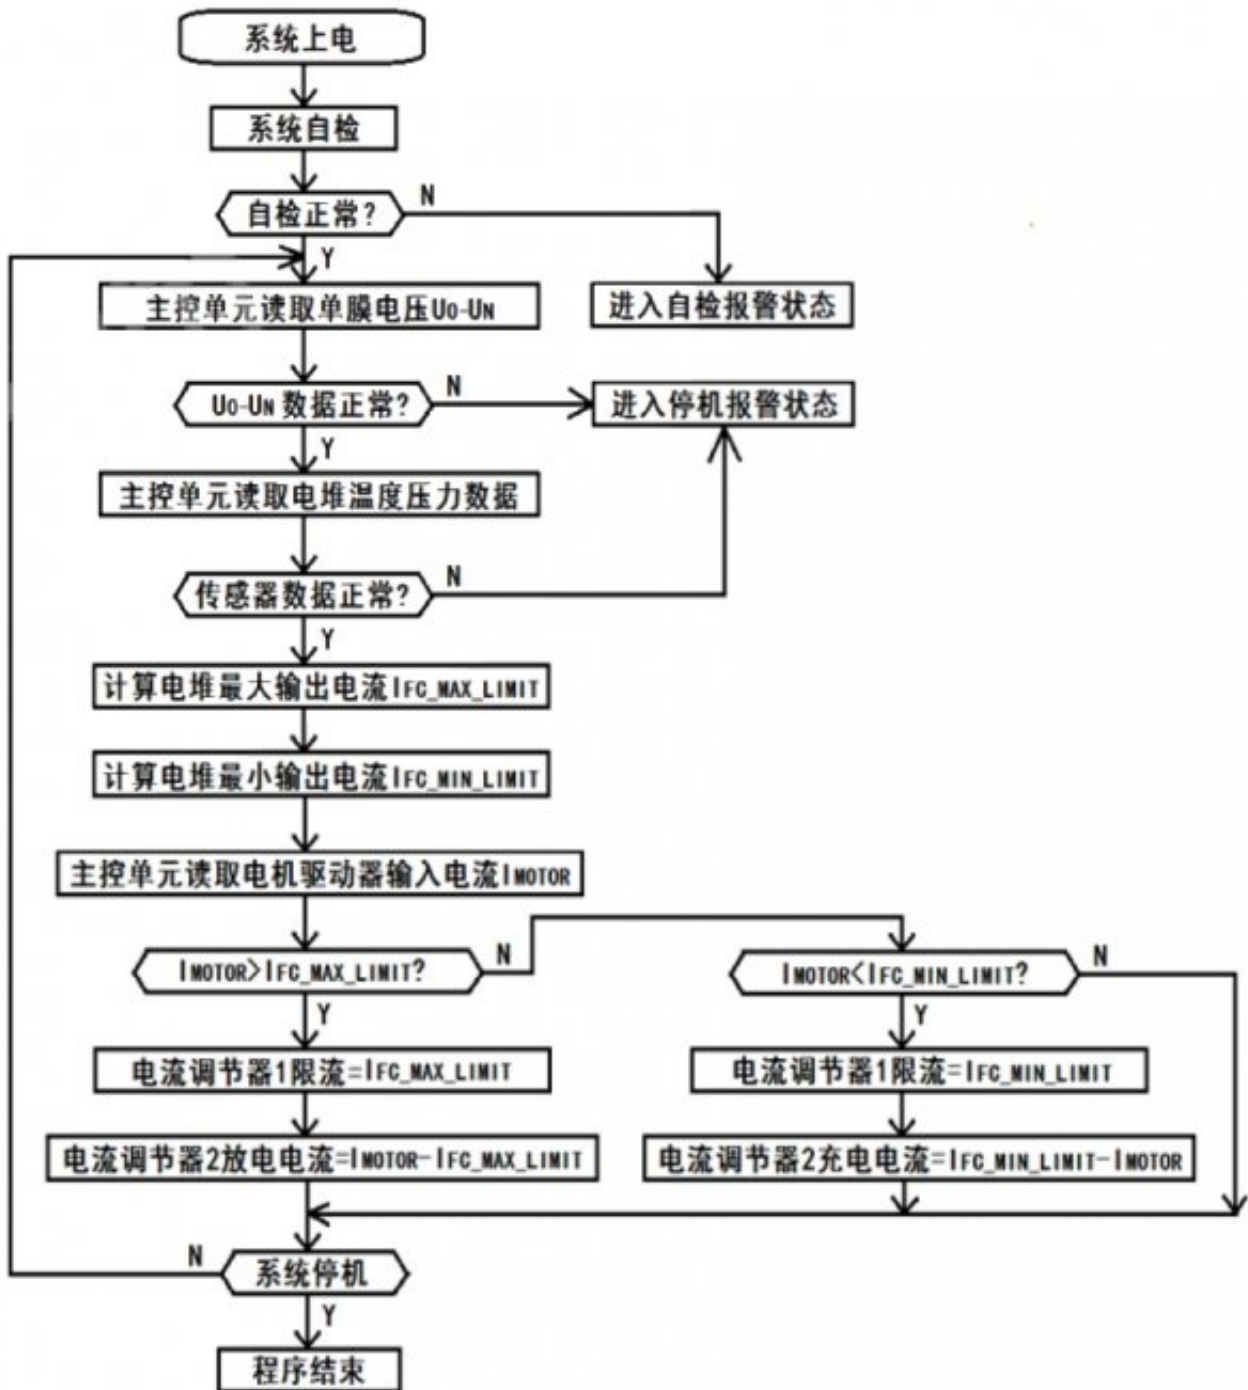 系统上电
系统自检
自检正常?
N
Y
主控单元读取单膜电压U0-UN
进入自检报警状态
U0-UN 数据正常?
N
进入停机报警状态
Y
主控单元读取电堆温度压力数据
传感器数据正常?
N
Y
计算电堆最大输出电流IFC_MAX_LIMIT
计算电堆最小输出电流IFC_MIN_LIMIT
主控单元读取电机驱动器输入电流IMOTOR
IMOTOR>IFC_MAX_LIMIT?
N
IMOTOR<IFC_MIN_LIMIT?
N
Y
Y
电流调节器1限流=IFC_MAX_LIMIT
电流调节器1限流=IFC_MIN_LIMIT
电流调节器2放电电流=IMOTOR-IFC_MAX_LIMIT
电流调节器2充电电流=IFC_MIN_LIMIT-IMOTOR
N
系统停机
Y
程序结束